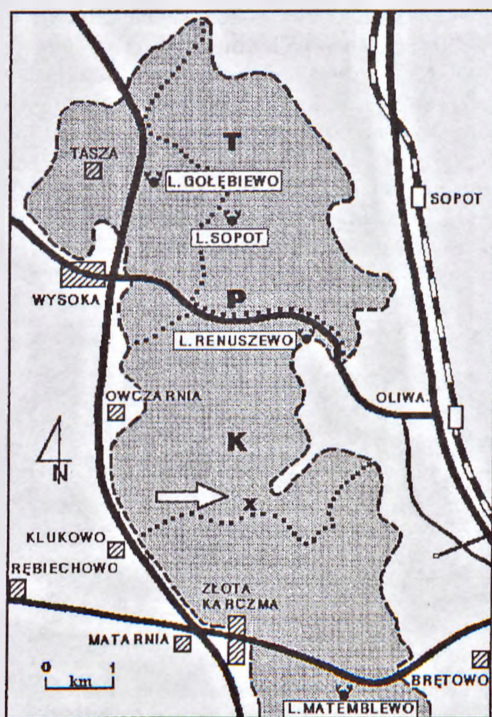 T
TASZA
L. GOŁĘBIEWO
L. SOPOT
SOPOT
WYSOKA
P
L. RENUSZEWO
OLIWA
OWCZARNIA
K
N
x
KLUKOWO
RĘBIECHOWO
ZŁOTA
KARCZMA
MATARNIA
0 1
km
BRĘTOWO
L. MATEMBLEWO